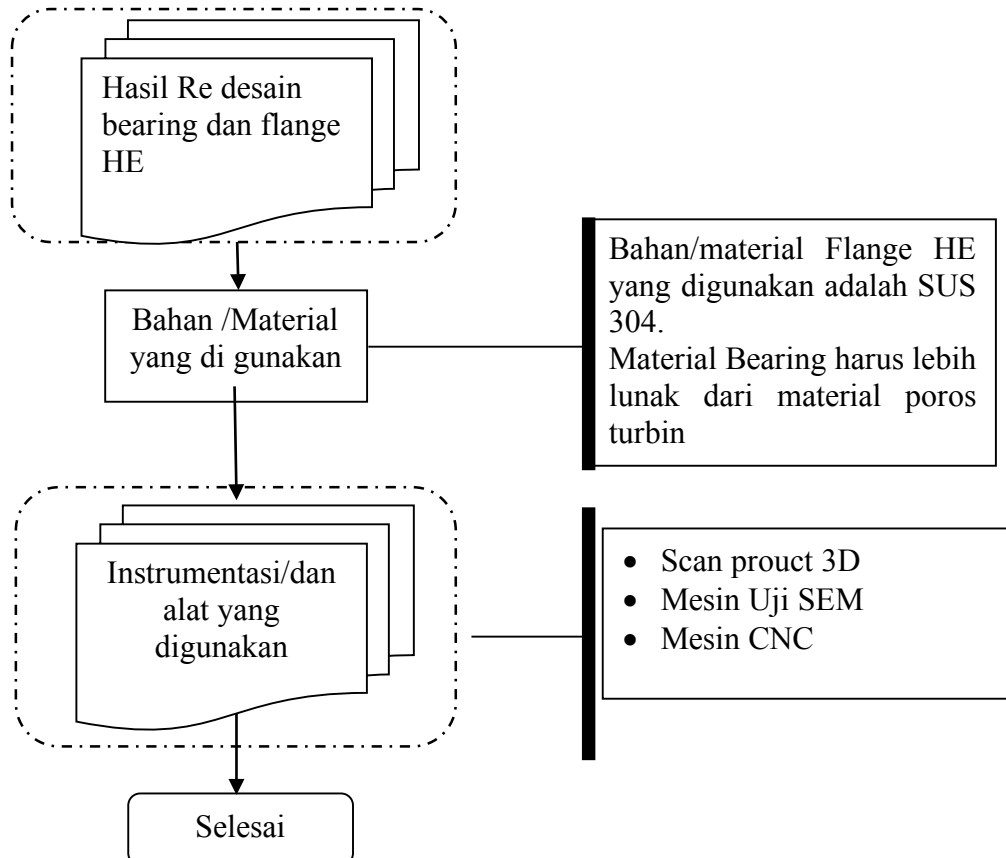 Hasil Re desain
bearing dan flange
HE
Bahan /Material
yang di gunakan
Bahan/material Flange HE
yang digunakan adalah SUS
304.
Material Bearing harus lebih
lunak dari material poros
turbin
Instrumentasi/dan
alat yang
digunakan
• Scan prouct 3D
• Mesin Uji SEM
• Mesin CNC
Selesai